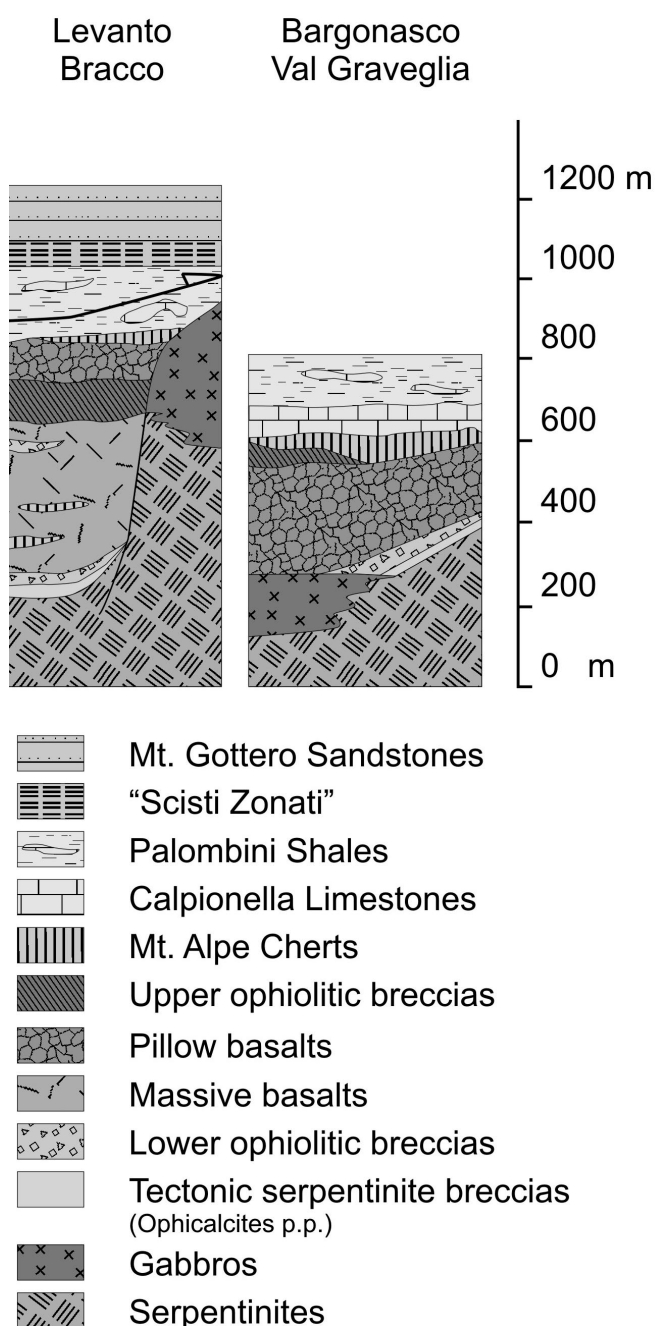 Levanto
Bracco
Bargonasco
Val Graveglia
1200 m
1000
800
600
400
200
0 m
Mt. Gottero Sandstones
“Scisti Zonati”
Palombini Shales
Calpionella Limestones
Mt. Alpe Cherts
Upper ophiolitic breccias
Pillow basalts
Massive basalts
Lower ophiolitic breccias
Tectonic serpentinite breccias
(Ophicalcites p.p.)
Gabbros
Serpentinites